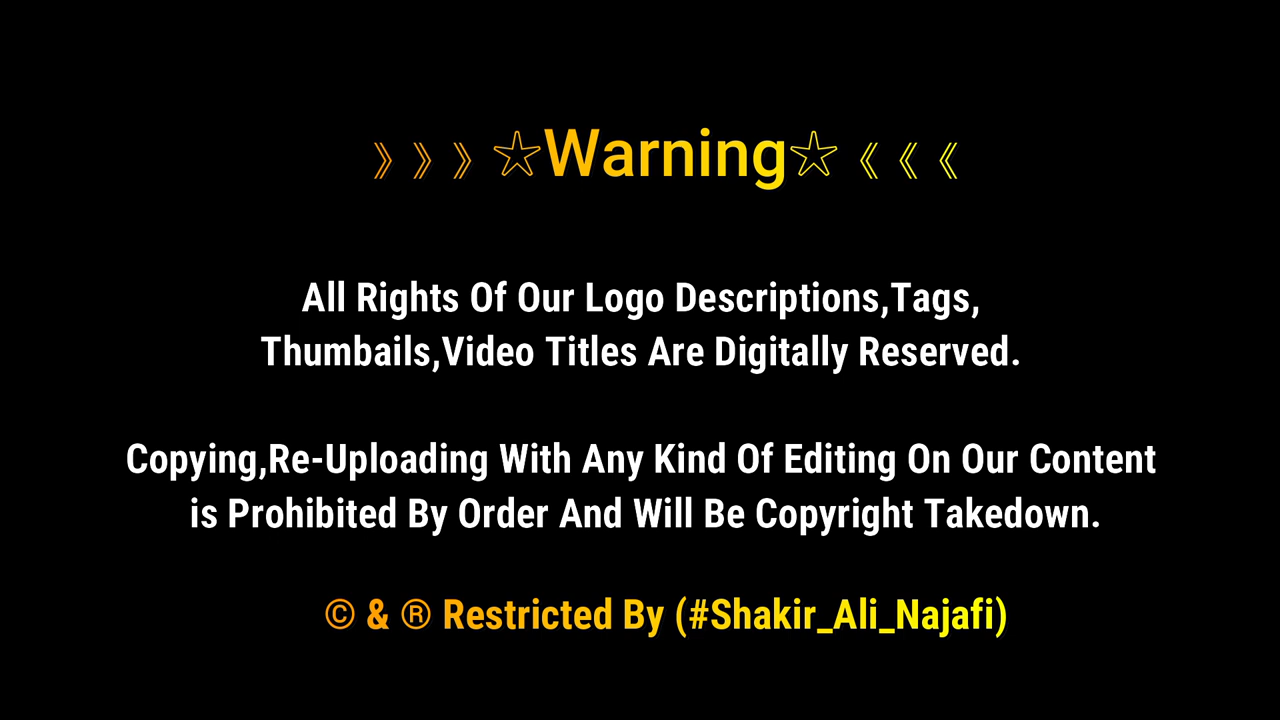 》》》☆Warning☆《《《
All Rights Of Our Logo Descriptions,Tags,
Thumbails,Video Titles Are Digitally Reserved.
Copying,Re-Uploading With Any Kind Of Editing On Our Content
is Prohibited By Order And Will Be Copyright Takedown.
© & ® Restricted By (#Shakir_Ali_Najafi)